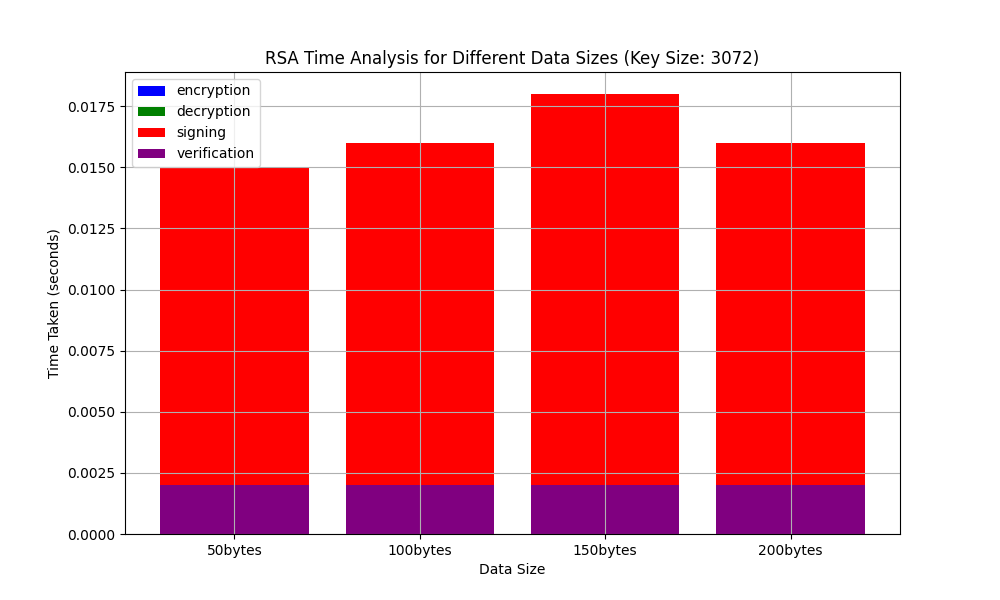 RSA Time Analysis for Different Data Sizes (Key Size: 3072)
encryption
decryption
signing
verification
0.0175
0.0150
0.0125
0.0100
0.0075
0.0050
0.0025
0.0000
Time Taken (seconds)
50bytes
100bytes
150bytes
200bytes
Data Size